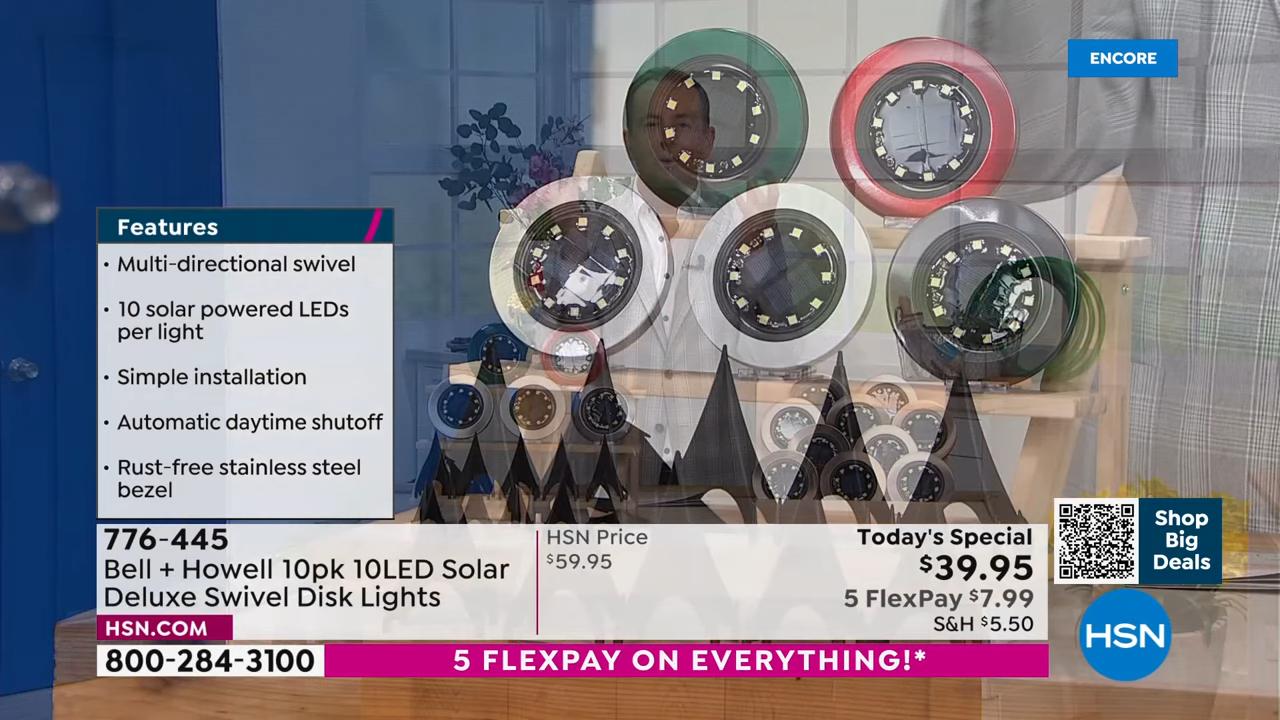 ENCORE
Features
• Multi-directional swivel
• 10 solar powered LEDs
per light
• Simple installation
• Automatic daytime shutoff
• Rust-free stainless steel
bezel
776-445
Bell + Howell 10pk 10LED Solar
Deluxe Swivel Disk Lights
HSN.COM
HSN Price
$59.95
Today's Special
$39.95
5 FlexPay $7.99
S&H $5.50
800-284-3100
5 FLEXPAY ON EVERYTHING!*
Shop
Big
Deals
HSN